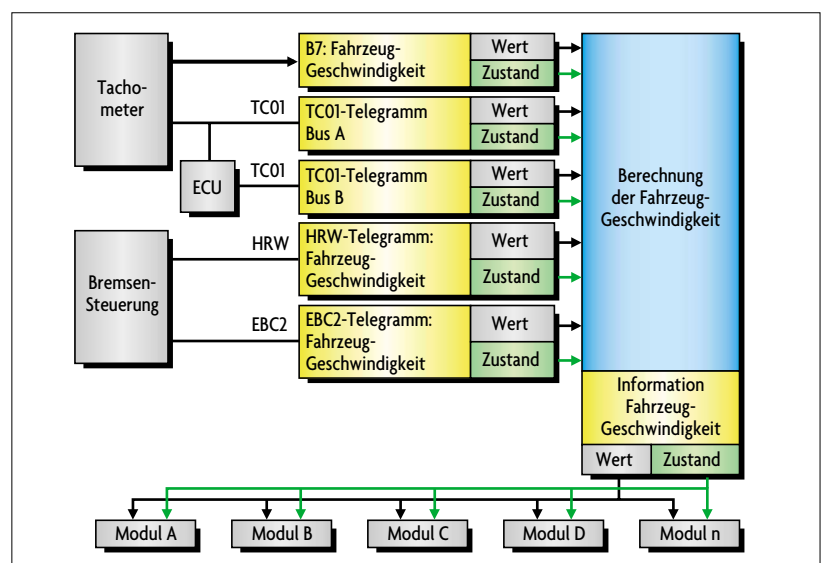 Tacho-
meter
B7: Fahrzeug-
Geschwindigkeit
Wert
Zustand
TC01
TC01-Telegramm
Bus A
Wert
Zustand
ECU
TC01
TC01-Telegramm
Bus B
Wert
Zustand
Bremsen-
Steuerung
HRW
HRW-Telegramm:
Fahrzeug-
Geschwindigkeit
Wert
Zustand
EBC2
EBC2-Telegramm:
Fahrzeug-
Geschwindigkeit
Wert
Zustand
Berechnung
der Fahrzeug-
Geschwindigkeit
Information
Fahrzeug-
Geschwindigkeit
Wert
Zustand
Modul A
Modul B
Modul C
Modul D
Modul n